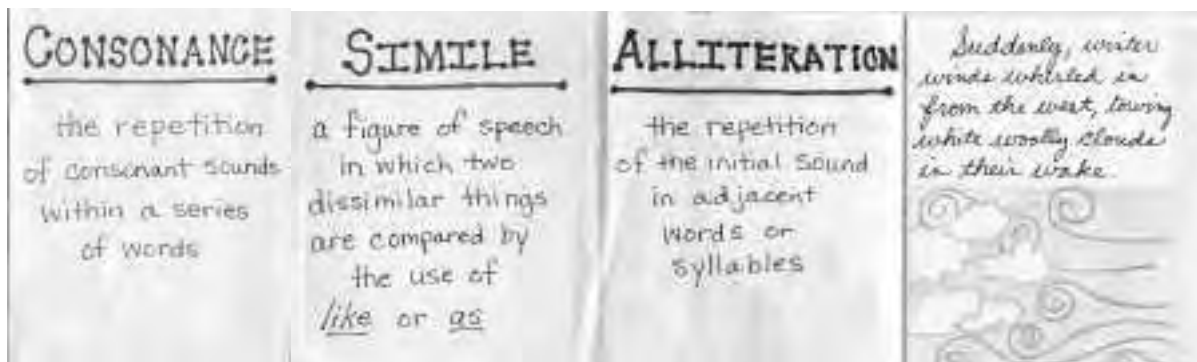 CONSONANCE
the repetition
of consonant sounds
within a series
of words
SIMILE
a figure of speech
in which two
dissimilar things
are compared by
the use of
like or as
ALLITERATION
the repetition
of the initial sound
in adjacent
words or
syllables
Suddenly, winter
winds whirled in
from the west, towing
white woolly clouds
in their wake.